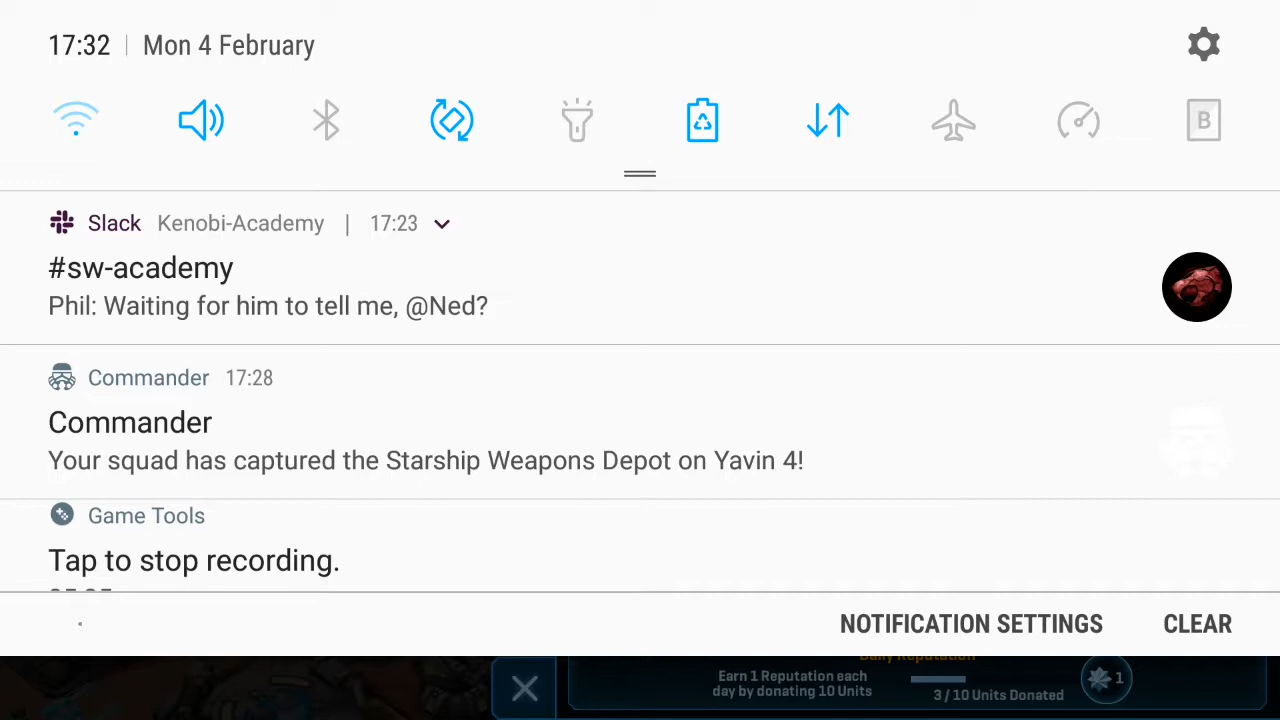 17:32 | Mon 4 February
B
Slack Kenobi-Academy | 17:23
#sw-academy
Phil: Waiting for him to tell me, @Ned?
Commander 17:28
Commander
Your squad has captured the Starship Weapons Depot on Yavin 4!
Game Tools
Tap to stop recording.
NOTIFICATION SETTINGS CLEAR
Daily Reputation
Earn 1 Reputation each
day by donating 10 Units
3 / 10 Units Donated
1